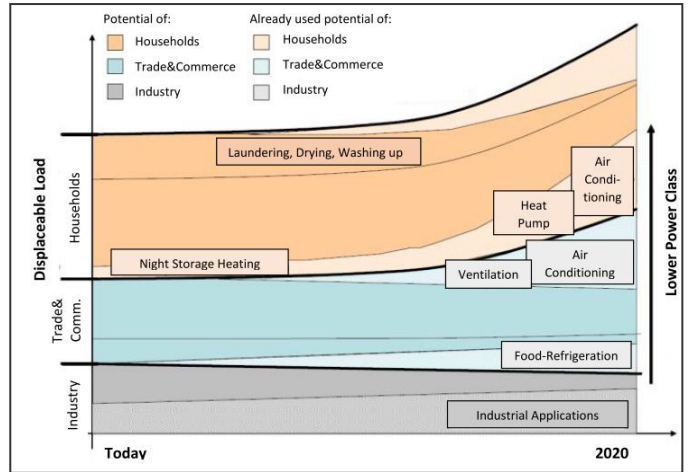 Potential of:
Households
Trade&Commerce
Industry
Already used potential of:
Households
Trade&Commerce
Industry
Displaceable Load
Households
Trade&
Comm.
Industry
Laundering, Drying, Washing up
Night Storage Heating
Heat
Pump
Air
Condi-
tioning
Ventilation
Air
Conditioning
Food-Refrigeration
Industrial Applications
Lower Power Class
Today
2020